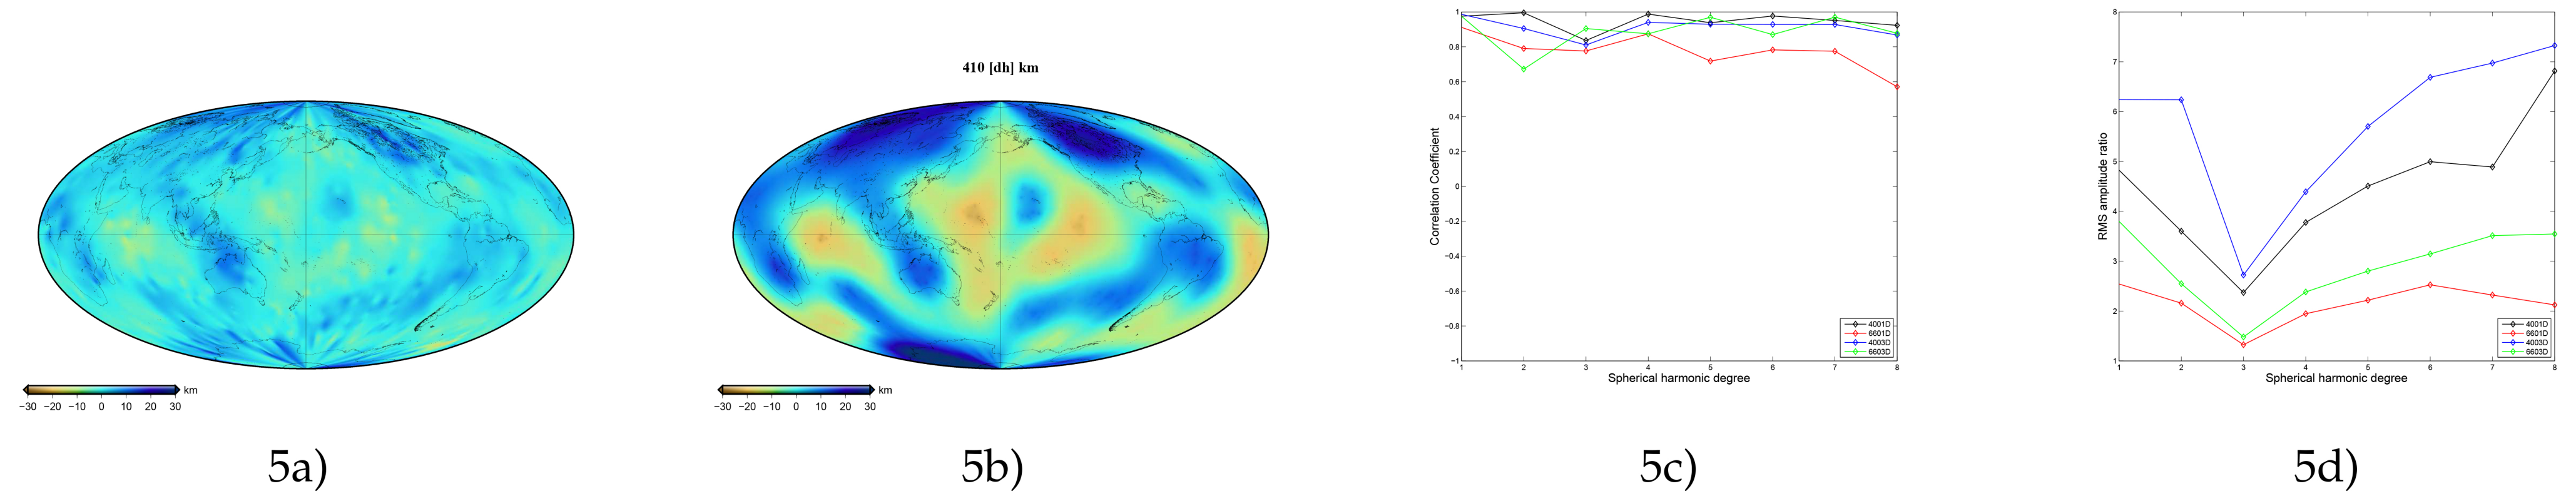 410 [dh] km
km
−30 −20 −10 0 10 20 30
km
−30 −20 −10 0 10 20 30
Correlation Coefficient
1
0.8
0.6
0.4
0.2
0
−0.2
−0.4
−0.6
−0.8
−1
1 2 3 4 5 6 7 8
Spherical harmonic degree
4001D
6601D
4003D
6603D
RMS amplitude ratio
8
7
6
5
4
3
2
1
1 2 3 4 5 6 7 8
Spherical harmonic degree
4001D
6601D
4003D
6603D
5a)
5b)
5c)
5d)